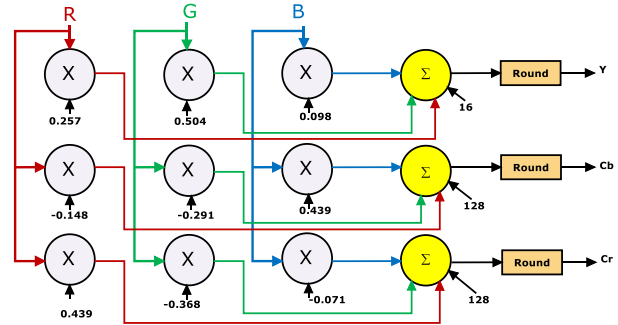 R G B
X X X Σ Round Y
0.257 0.504 0.098 16
X X X Σ Round Cb
-0.148 -0.291 0.439 128
X X X Σ Round Cr
0.439 -0.368 -0.071 128